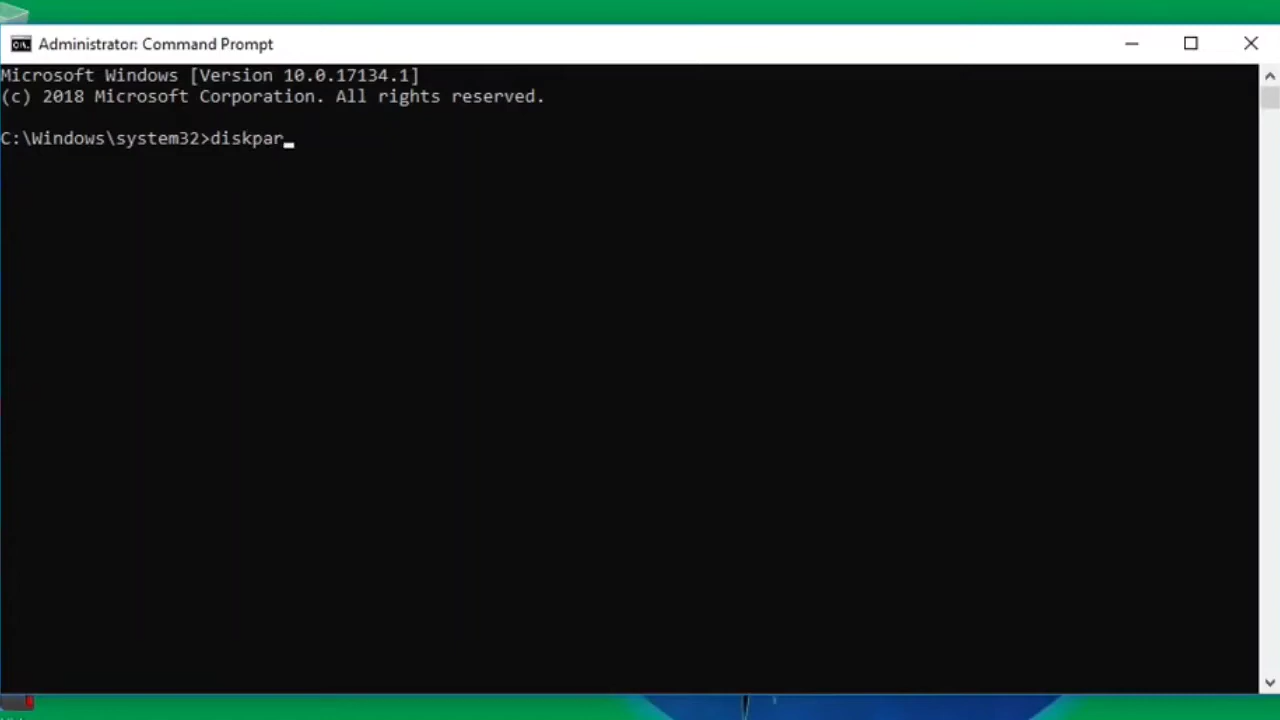 Administrator: Command Prompt
Microsoft Windows [Version 10.0.17134.1]
(c) 2018 Microsoft Corporation. All rights reserved.
C:\Windows\system32>diskpar